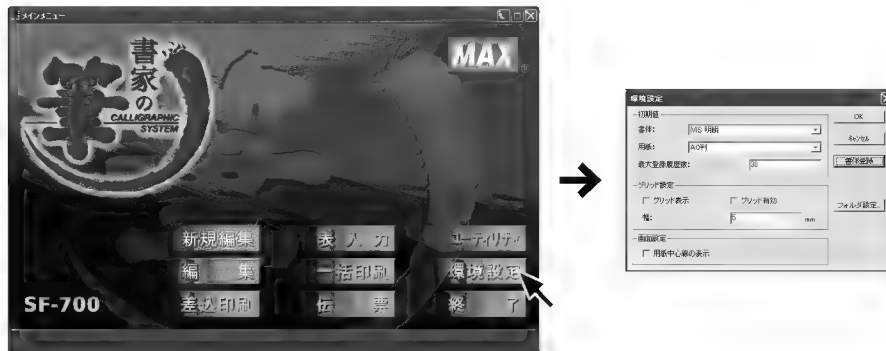 メインメニュー
書家の
筆
CALLIGRAPHIC
SYSTEM
MAX
新規編集
表入力
ユーティリティ
編集
一括印刷
環境設定
差込印刷
伝票
終了
SF-700
環境設定
初期値
書体:
MS 明朝
用紙:
A0判
最大登録履歴数:
30
グリッド設定
グリッド表示
グリッド有効
幅:
5
mm
画面設定
用紙中心線の表示
OK
キャンセル
書体登録
フォルダ設定..